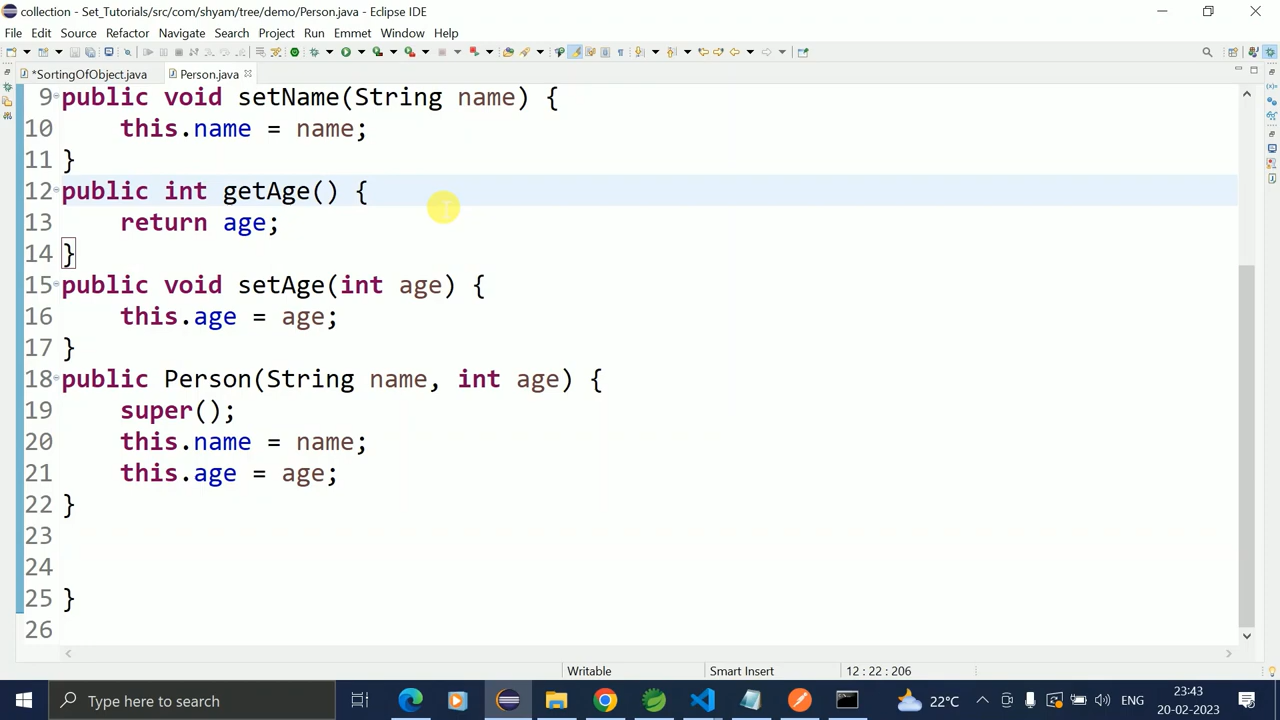 collection - Set_Tutorials/src/com/shyam/tree/demo/Person.java - Eclipse IDE
File Edit Source Refactor Navigate Search Project Run Emmet Window Help
*SortingOfObject.java Person.java
9 public void setName(String name) {
10 this.name = name;
11 }
12 public int getAge() {
13 return age;
14 }
15 public void setAge(int age) {
16 this.age = age;
17 }
18 public Person(String name, int age) {
19 super();
20 this.name = name;
21 this.age = age;
22 }
23
24
25 }
26
Writable Smart Insert 12 : 22 : 206
Type here to search 22°C ENG 23:43
20-02-2023